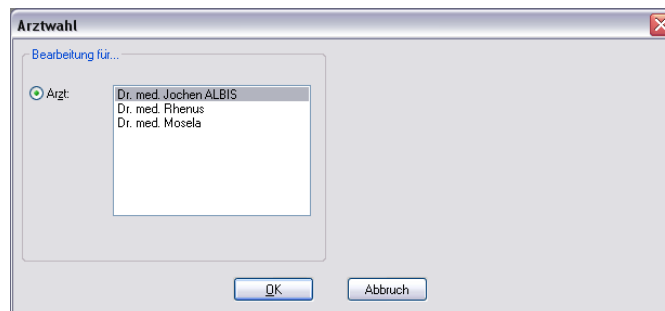 Arztwahl
Bearbeitung für...
Arzt:
Dr. med. Jochen ALBIS
Dr. med. Rhenus
Dr. med. Mosela
OK
Abbruch